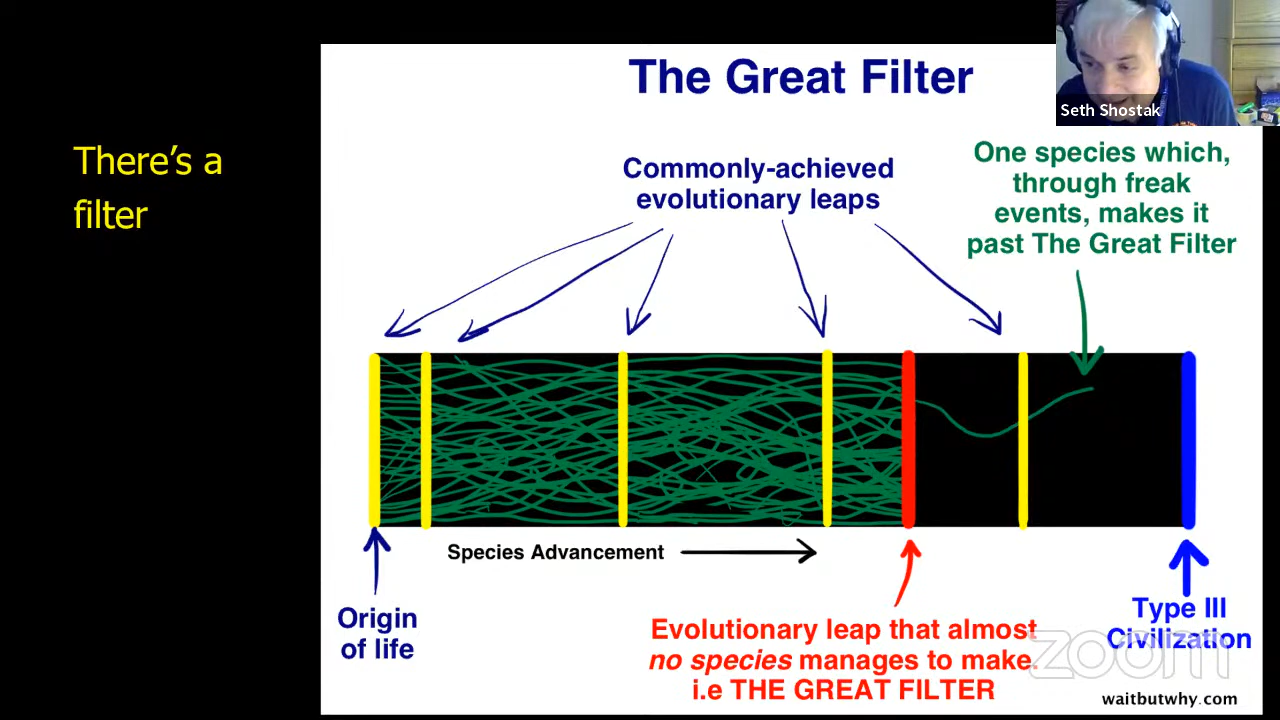 There's a
filter
The Great Filter
Seth Shostak
Commonly-achieved
evolutionary leaps
One species which,
through freak
events, makes it
past The Great Filter
Species Advancement
Origin
of life
Evolutionary leap that almost
no species manages to make.
i.e THE GREAT FILTER
Type III
Civilization
zoom
waitbutwhy.com